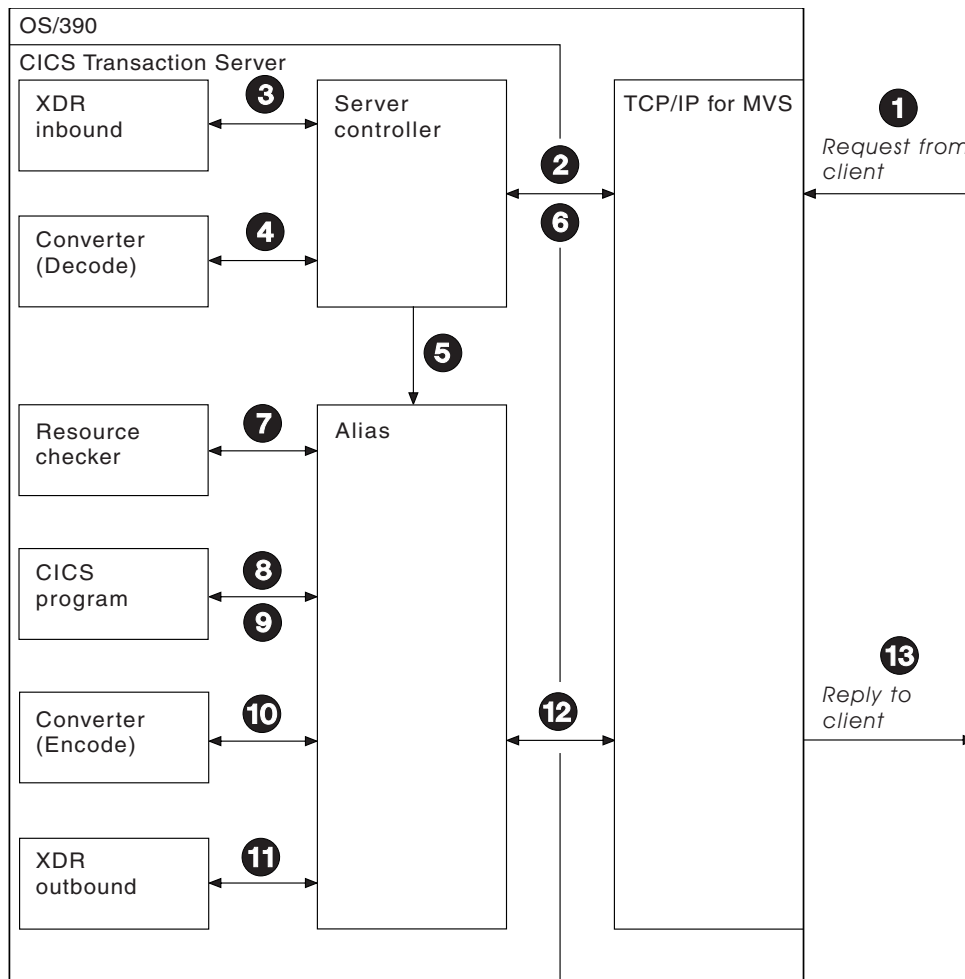 OS/390
CICS Transaction Server
XDR
inbound
3
Server
controller
TCP/IP for MVS
1
Request from
client
2
6
Converter
(Decode)
4
5
Resource
checker
7
Alias
CICS
program
8
9
Converter
(Encode)
10
12
13
Reply to
client
XDR
outbound
11